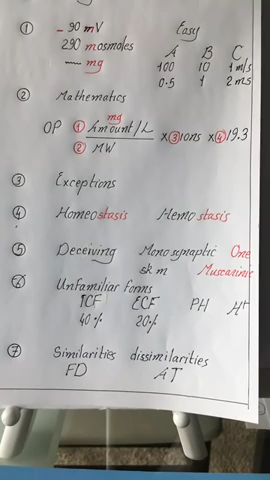 ① - 90 mV Easy
290 mosmoles A B C
mg 100 10 1 m/s
0.5 1 2 ms
② Mathematics
mg
OP ① Amount/L x ③ ions x ④ 19.3
② MW
③ Exceptions
④ Homeostasis Hemostasis
⑤ Deceiving Monosynaptic One
sk m Muscarinic
⑥ Unfamiliar forms
ICF ECF PH H+
40% 20%
⑦ Similarities dissimilarities
FD AT